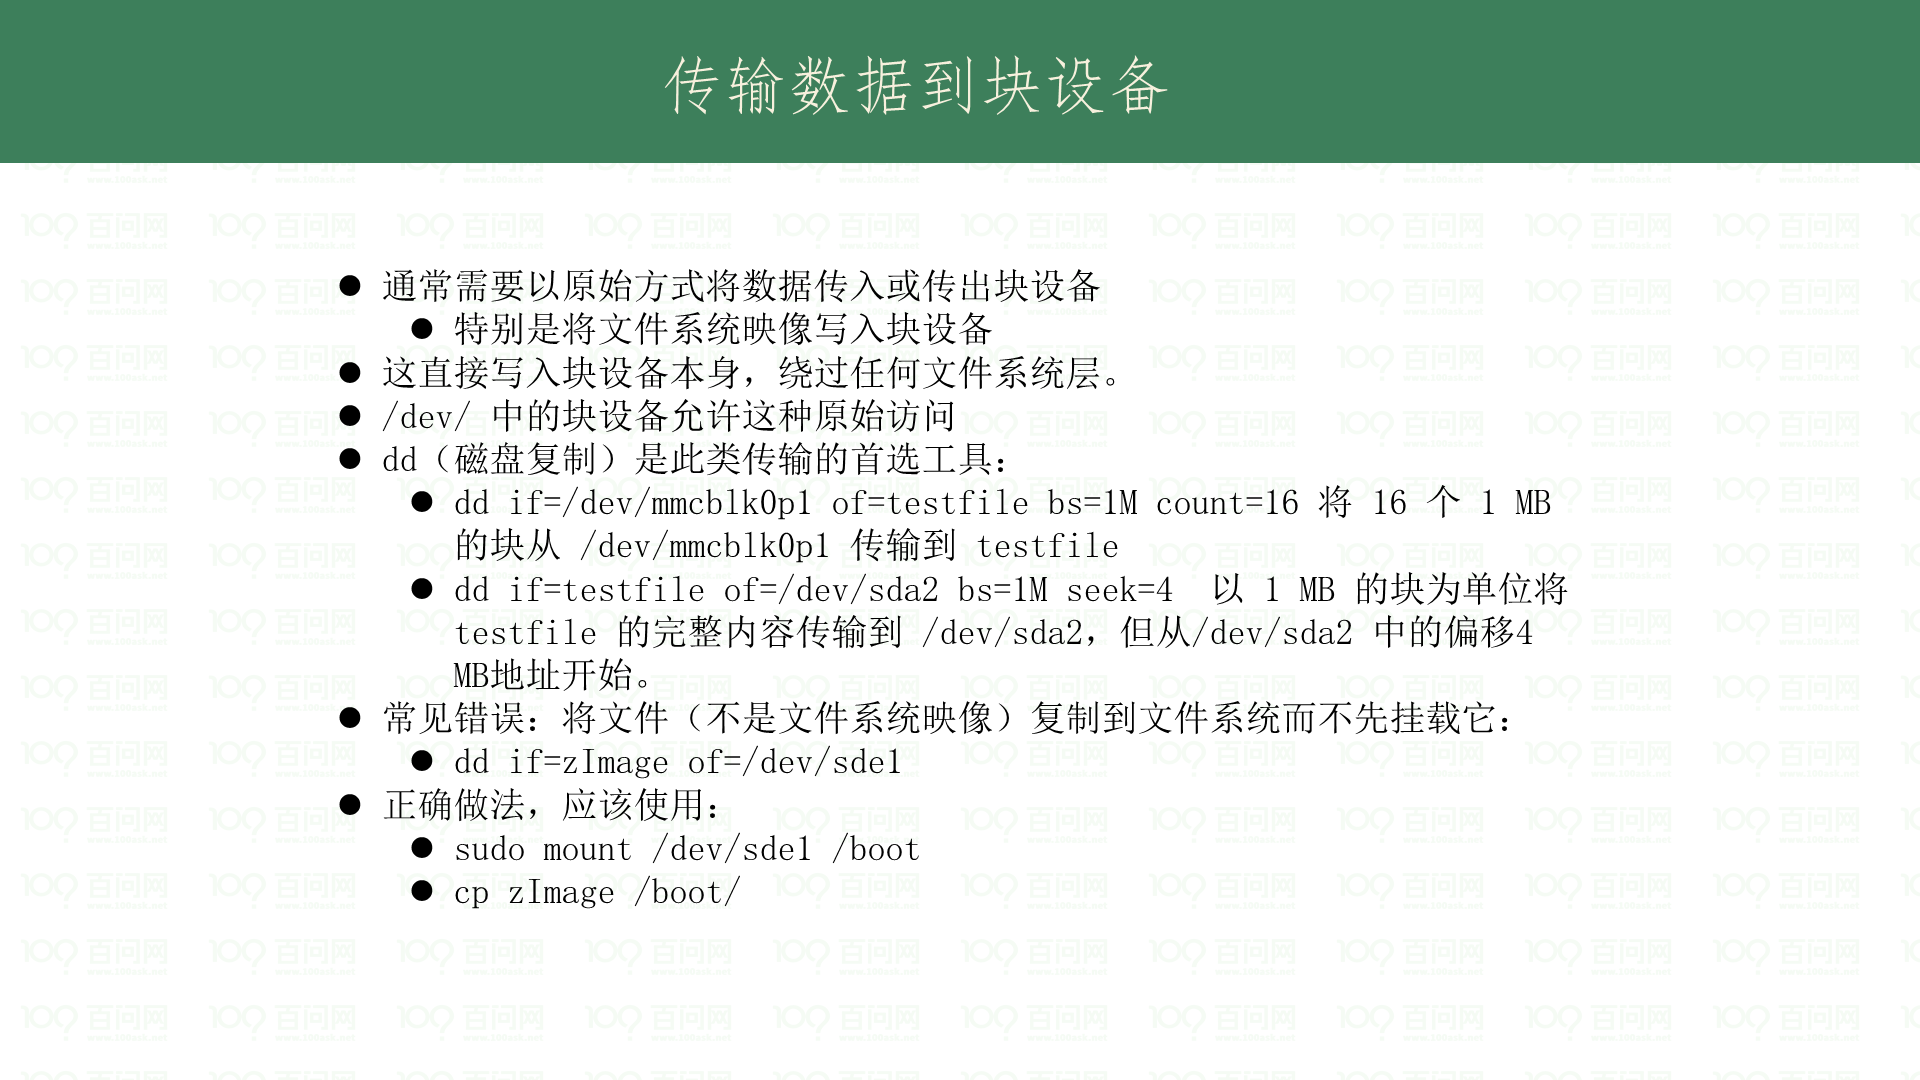 传输数据到块设备
● 通常需要以原始方式将数据传入或传出块设备
● 特别是将文件系统映像写入块设备
● 这直接写入块设备本身，绕过任何文件系统层。
● /dev/ 中的块设备允许这种原始访问
● dd（磁盘复制）是此类传输的首选工具：
● dd if=/dev/mmcblk0p1 of=testfile bs=1M count=16 将 16 个 1 MB
的块从 /dev/mmcblk0p1 传输到 testfile
● dd if=testfile of=/dev/sda2 bs=1M seek=4  以 1 MB 的块为单位将
testfile 的完整内容传输到 /dev/sda2，但从/dev/sda2 中的偏移4
MB地址开始。
● 常见错误：将文件（不是文件系统映像）复制到文件系统而不先挂载它：
● dd if=zImage of=/dev/sde1
● 正确做法，应该使用：
● sudo mount /dev/sde1 /boot
● cp zImage /boot/
百问网
www.100ask.net